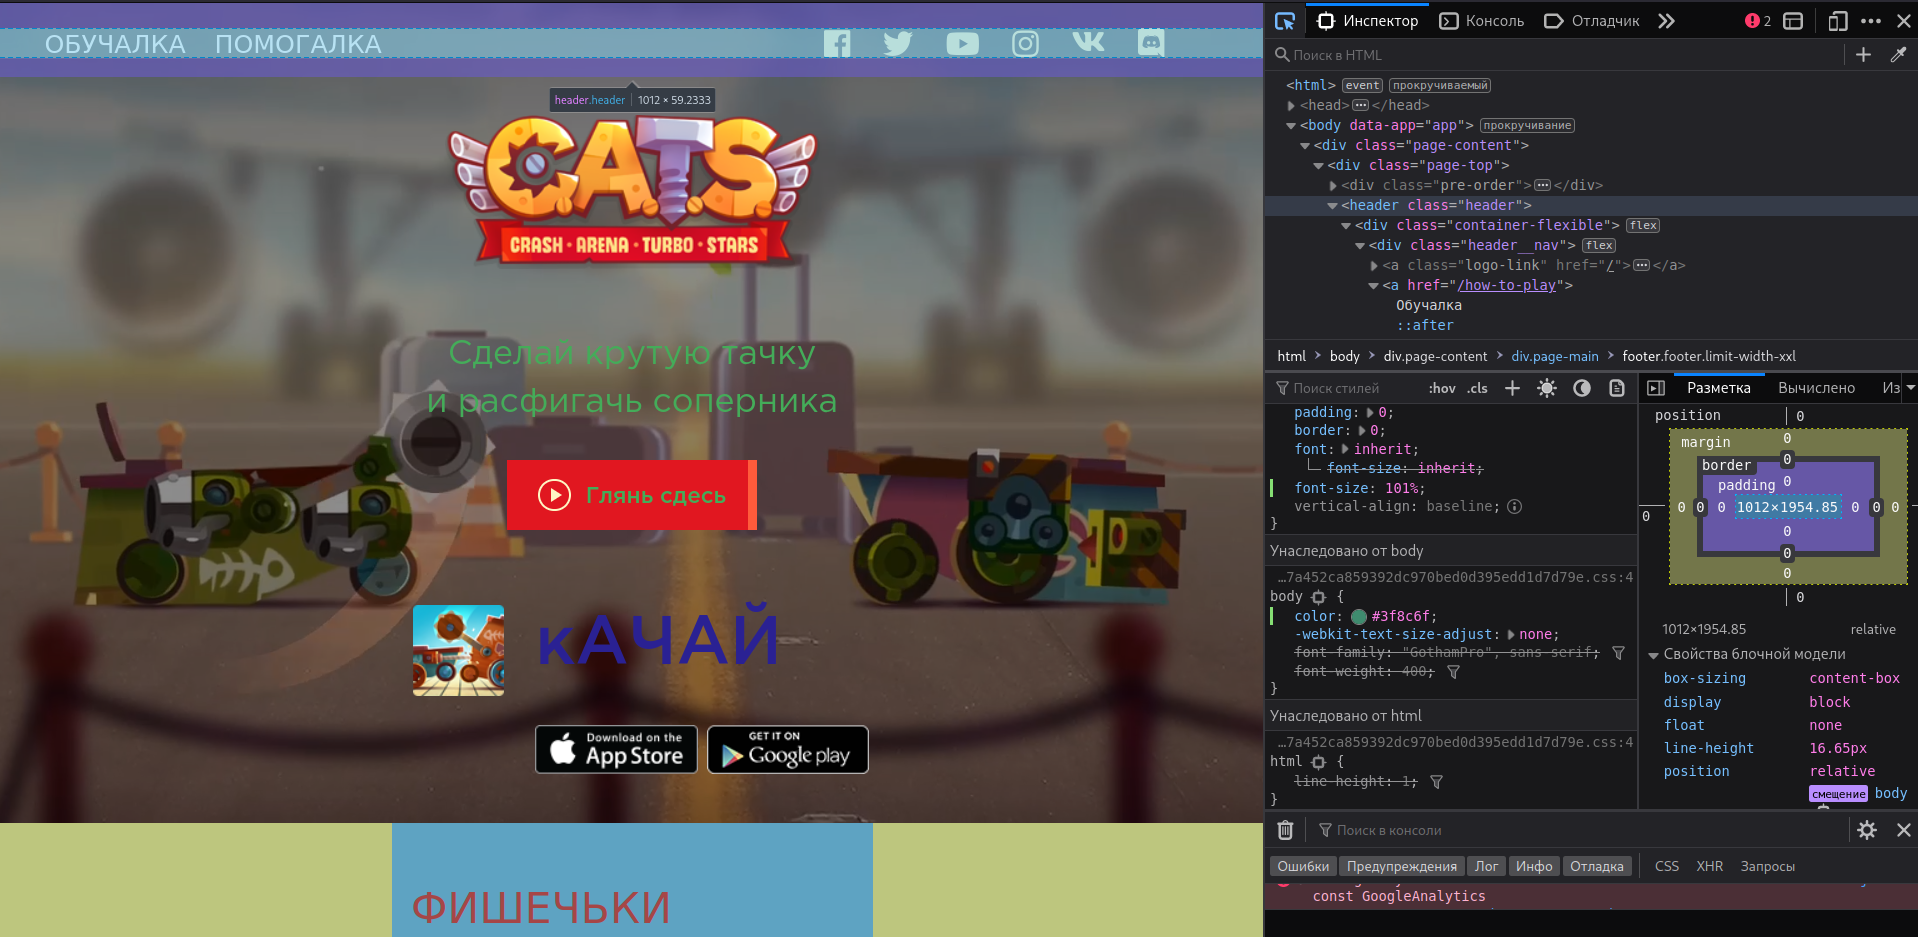 ОБУЧАЛКА ПОМОГАЛКА
header.header 1012 × 59.2333
C.A.T.S.
CRASH · ARENA · TURBO · STARS
Сделай крутую тачку
и расфигачь соперника
Глянь сдесь
кАЧАЙ
Download on the
App Store
GET IT ON
Google play
ФИШЕЧЬКИ
Инспектор Консоль Отладчик 2
Поиск в HTML
<html> event прокручиваемый
<head> ··· </head>
<body data-app="app"> прокручивание
<div class="page-content">
<div class="page-top">
<div class="pre-order"> ··· </div>
<header class="header">
<div class="container-flexible"> flex
<div class="header__nav"> flex
<a class="logo-link" href="/"> ··· </a>
<a href="/how-to-play">
Обучалка
::after
html > body > div.page-content > div.page-main > footer.footer.limit-width-xxl
Поиск стилей :hov .cls
padding: 0;
border: 0;
font: inherit;
font-size: inherit;
font-size: 101%;
vertical-align: baseline;
}
Унаследовано от body
…7a452ca859392dc970bed0d395edd1d7d79e.css:4
body {
color: #3f8c6f;
-webkit-text-size-adjust: none;
font-family: "GothamPro", sans-serif;
font-weight: 400;
}
Унаследовано от html
…7a452ca859392dc970bed0d395edd1d7d79e.css:4
html {
line-height: 1;
}
Разметка Вычислено Из
position 0
margin 0
border 0
padding 0
0 0 0 0 1012×1954.85 0 0 0
0
0
0
0
1012×1954.85 relative
Свойства блочной модели
box-sizing content-box
display block
float none
line-height 16.65px
position relative
смещение body
Поиск в консоли
Ошибки Предупреждения Лог Инфо Отладка CSS XHR Запросы
const GoogleAnalytics